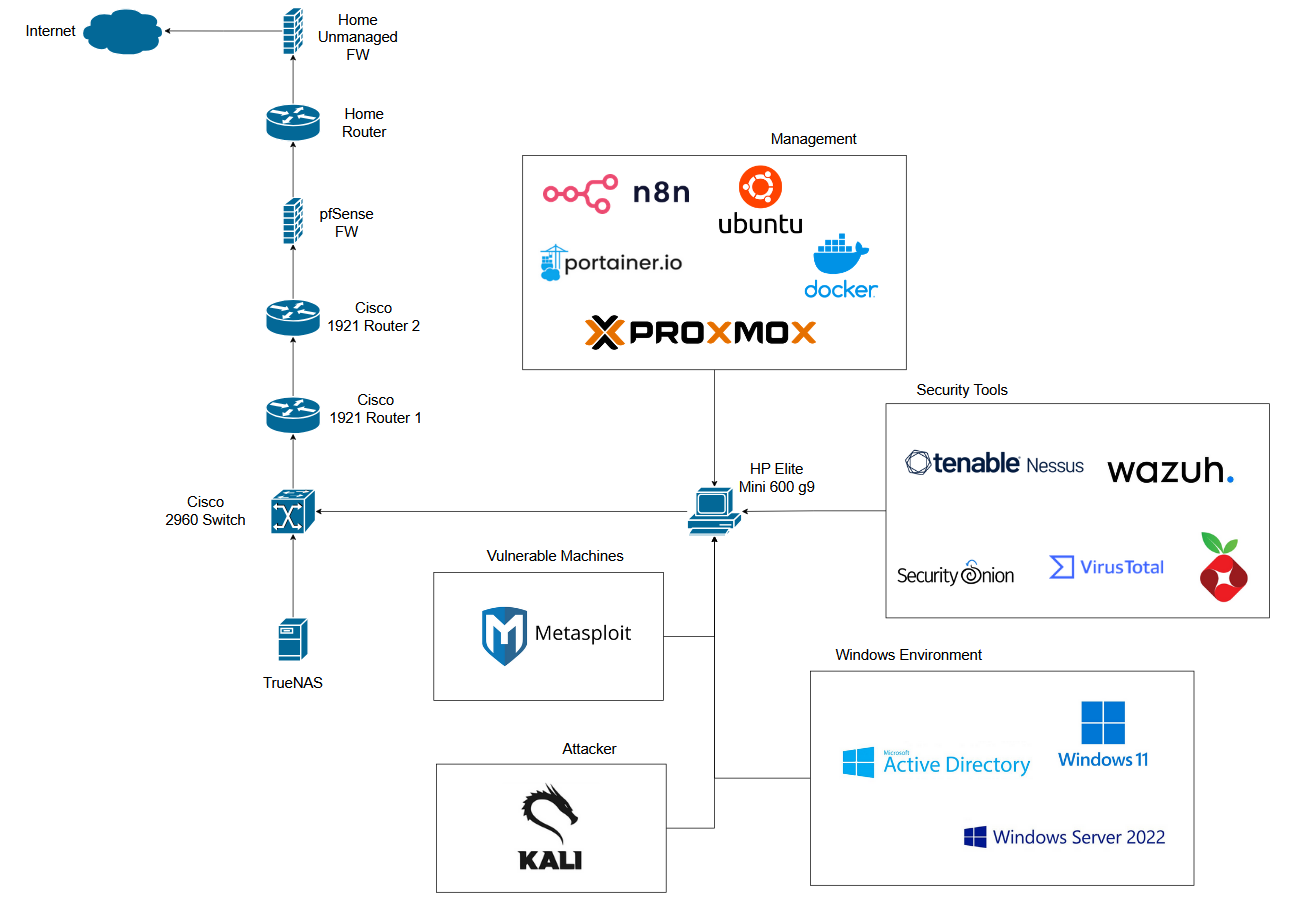 Internet
Home
Unmanaged
FW
Home
Router
pfSense
FW
Cisco
1921 Router 2
Cisco
1921 Router 1
Cisco
2960 Switch
TrueNAS
Management
n8n
ubuntu
portainer.io
docker
PROXMOX
HP Elite
Mini 600 g9
Security Tools
tenable Nessus
wazuh.
Security Onion
VirusTotal
Vulnerable Machines
Metasploit
Attacker
KALI
Windows Environment
Microsoft
Active Directory
Windows 11
Windows Server 2022